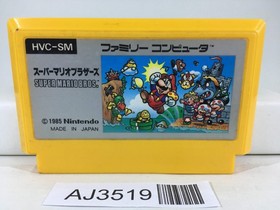 HVC-SM
ファミリー コンピュータ
スーパーマリオブラザーズ
SUPER MARIO BROS.
©1985 Nintendo
MADE IN JAPAN
AJ3519